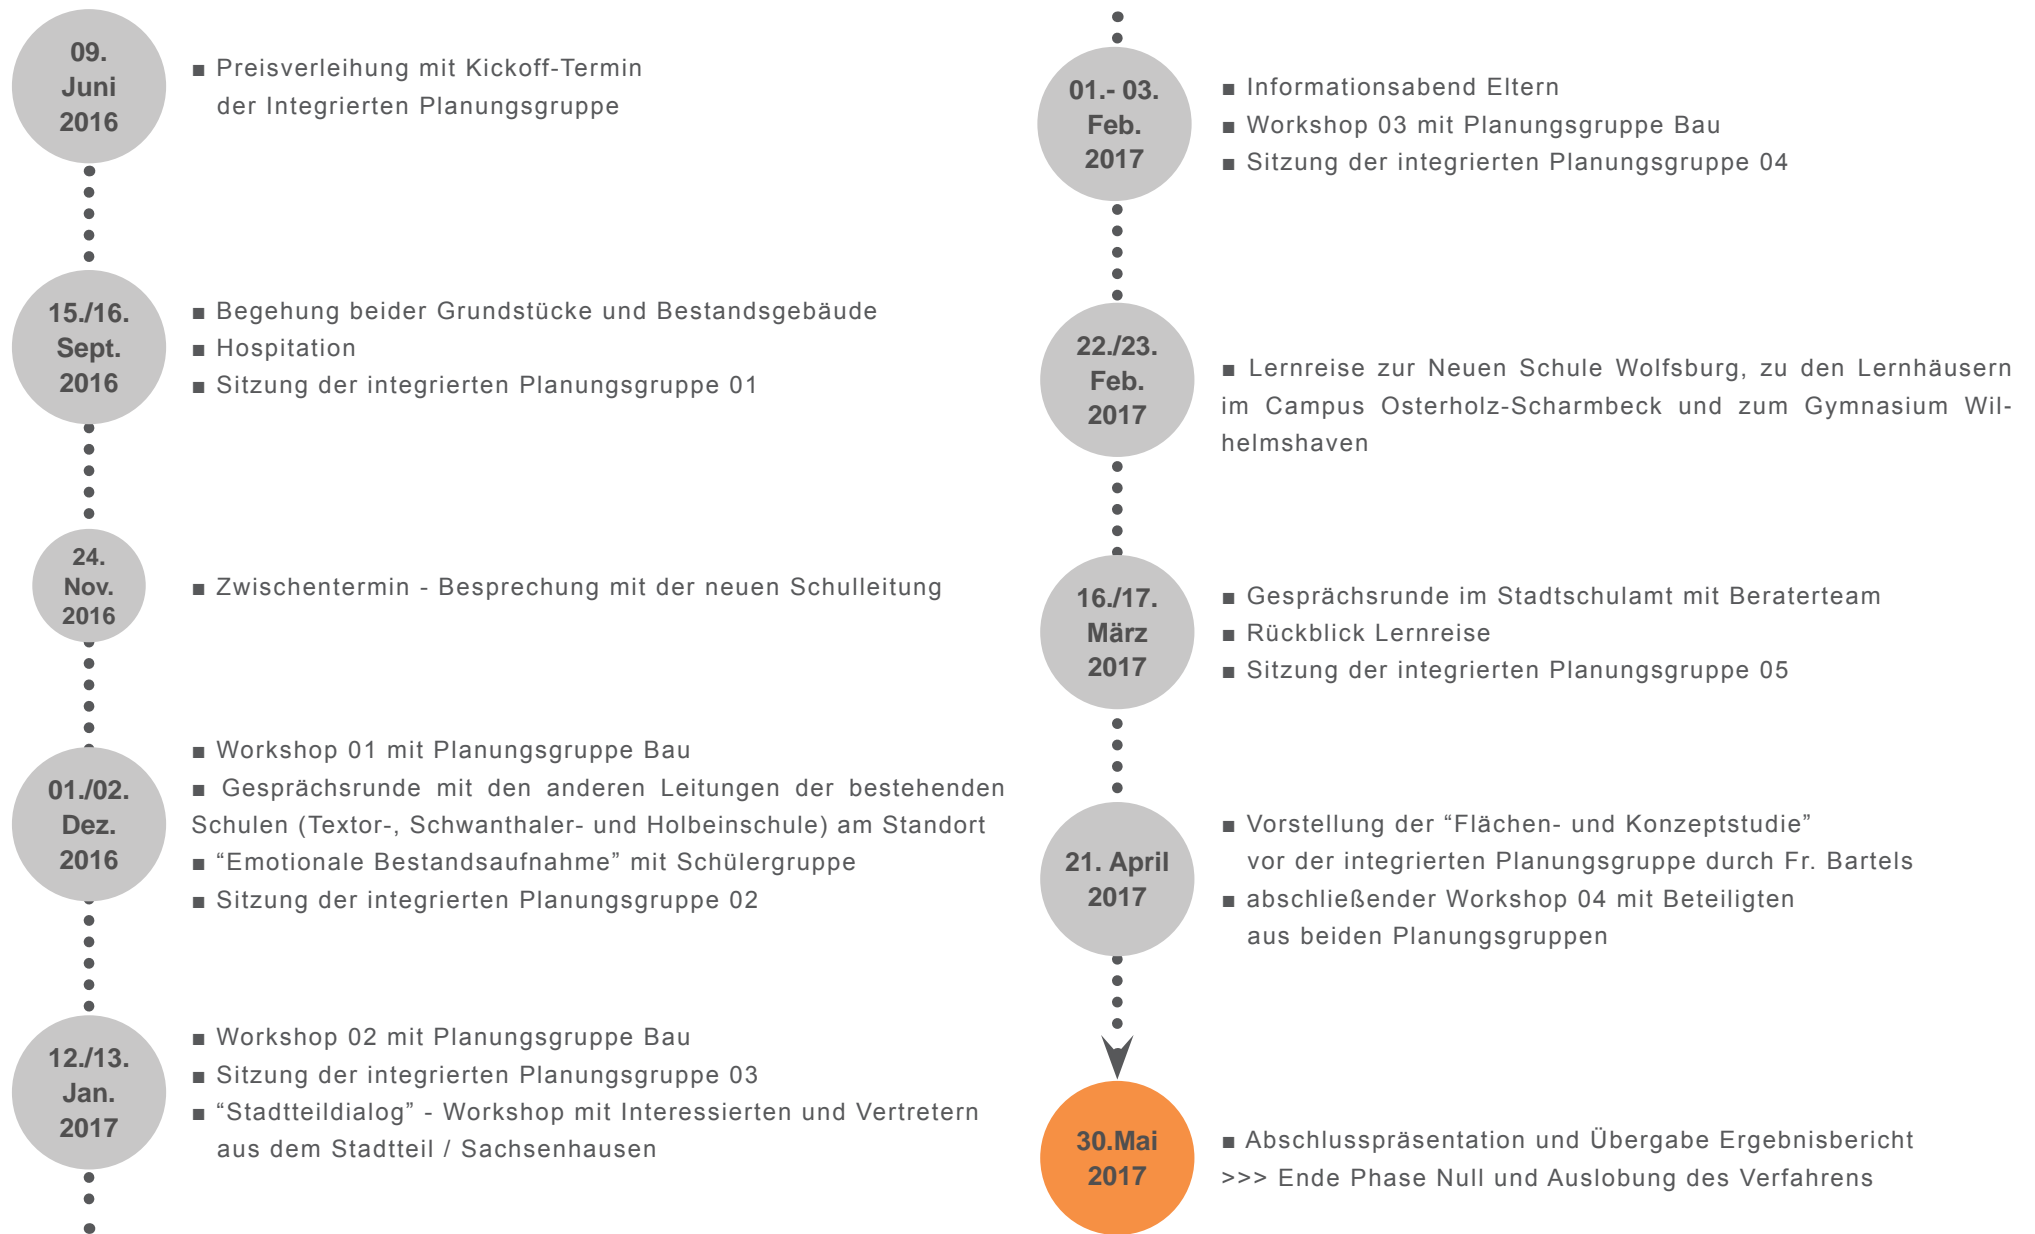 09.
Juni
2016
■ Preisverleihung mit Kickoff-Termin
der Integrierten Planungsgruppe
15./16.
Sept.
2016
■ Begehung beider Grundstücke und Bestandsgebäude
■ Hospitation
■ Sitzung der integrierten Planungsgruppe 01
24.
Nov.
2016
■ Zwischentermin - Besprechung mit der neuen Schulleitung
01./02.
Dez.
2016
■ Workshop 01 mit Planungsgruppe Bau
■ Gesprächsrunde mit den anderen Leitungen der bestehenden
Schulen (Textor-, Schwanthaler- und Holbeinschule) am Standort
■ “Emotionale Bestandsaufnahme” mit Schülergruppe
■ Sitzung der integrierten Planungsgruppe 02
12./13.
Jan.
2017
■ Workshop 02 mit Planungsgruppe Bau
■ Sitzung der integrierten Planungsgruppe 03
■ “Stadtteildialog” - Workshop mit Interessierten und Vertretern
aus dem Stadtteil / Sachsenhausen
01.- 03.
Feb.
2017
■ Informationsabend Eltern
■ Workshop 03 mit Planungsgruppe Bau
■ Sitzung der integrierten Planungsgruppe 04
22./23.
Feb.
2017
■ Lernreise zur Neuen Schule Wolfsburg, zu den Lernhäusern
im Campus Osterholz-Scharmbeck und zum Gymnasium Wil-
helmshaven
16./17.
März
2017
■ Gesprächsrunde im Stadtschulamt mit Beraterteam
■ Rückblick Lernreise
■ Sitzung der integrierten Planungsgruppe 05
21. April
2017
■ Vorstellung der “Flächen- und Konzeptstudie”
vor der integrierten Planungsgruppe durch Fr. Bartels
■ abschließender Workshop 04 mit Beteiligten
aus beiden Planungsgruppen
30.Mai
2017
■ Abschlusspräsentation und Übergabe Ergebnisbericht
>>> Ende Phase Null und Auslobung des Verfahrens